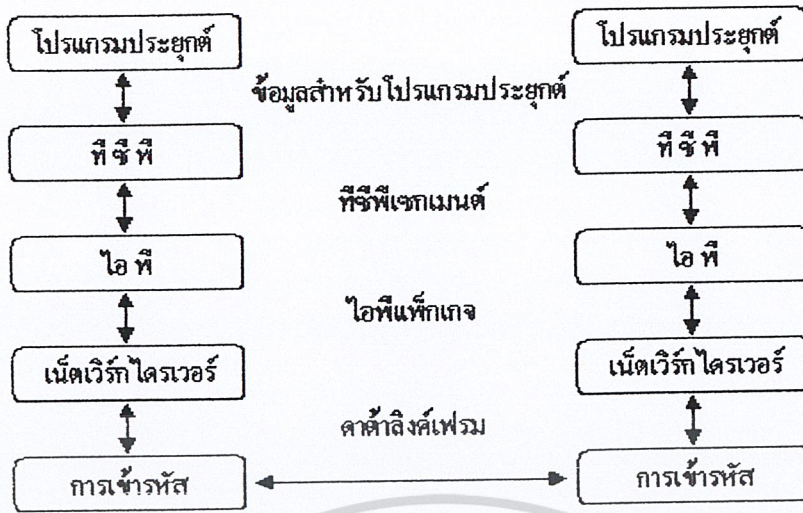 โปรแกรมประยุกต์
โปรแกรมประยุกต์
ข้อมูลสำหรับโปรแกรมประยุกต์
ที ซี พี
ที ซี พี
ทีซีพีเซกเมนต์
ไอ พี
ไอ พี
ไอพีแพ็กเกจ
เน็ตเวิร์กไดรเวอร์
เน็ตเวิร์กไดรเวอร์
ดาต้าลิงค์เฟรม
การเข้ารหัส
การเข้ารหัส